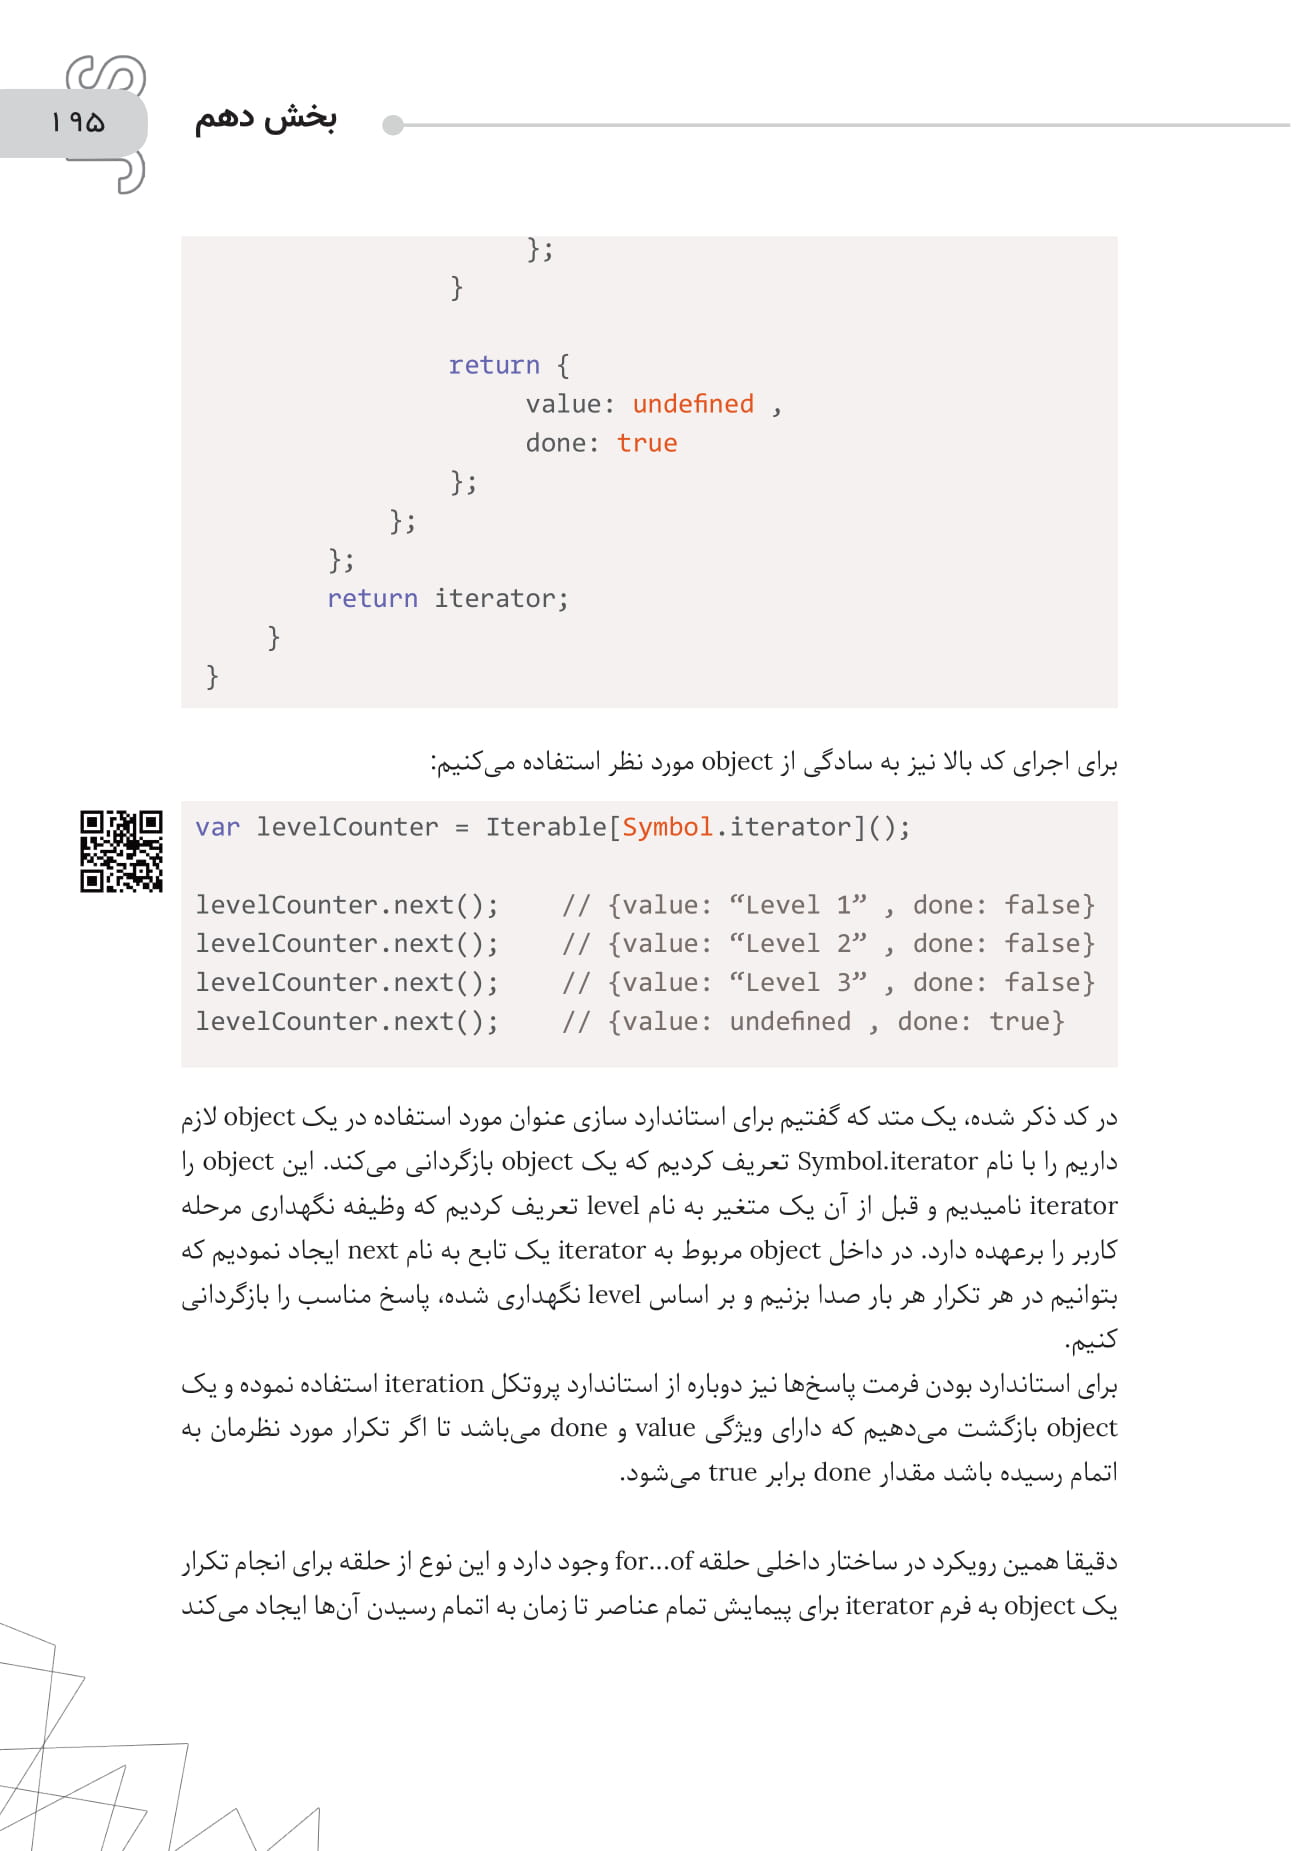 ۱۹۵
بخش دهم
};
}
return {
value: undefined ,
done: true
};
};
};
return iterator;
}
}
برای اجرای کد بالا نیز به سادگی از object مورد نظر استفاده می‌کنیم:
var levelCounter = Iterable[Symbol.iterator]();
levelCounter.next();    // {value: “Level 1” , done: false}
levelCounter.next();    // {value: “Level 2” , done: false}
levelCounter.next();    // {value: “Level 3” , done: false}
levelCounter.next();    // {value: undefined , done: true}
در کد ذکر شده، یک متد که گفتیم برای استاندارد سازی عنوان مورد استفاده در یک object لازم
داریم را با نام Symbol.iterator تعریف کردیم که یک object بازگردانی می‌کند. این object را
iterator نامیدیم و قبل از آن یک متغیر به نام level تعریف کردیم که وظیفه نگهداری مرحله
کاربر را برعهده دارد. در داخل object مربوط به iterator یک تابع به نام next ایجاد نمودیم که
بتوانیم در هر تکرار هر بار صدا بزنیم و بر اساس level نگهداری شده، پاسخ مناسب را بازگردانی
کنیم.
برای استاندارد بودن فرمت پاسخ‌ها نیز دوباره از استاندارد پروتکل iteration استفاده نموده و یک
object بازگشت می‌دهیم که دارای ویژگی value و done می‌باشد تا اگر تکرار مورد نظرمان به
اتمام رسیده باشد مقدار done برابر true می‌شود.
دقیقا همین رویکرد در ساختار داخلی حلقه for...of وجود دارد و این نوع از حلقه برای انجام تکرار
یک object به فرم iterator برای پیمایش تمام عناصر تا زمان به اتمام رسیدن آن‌ها ایجاد می‌کند